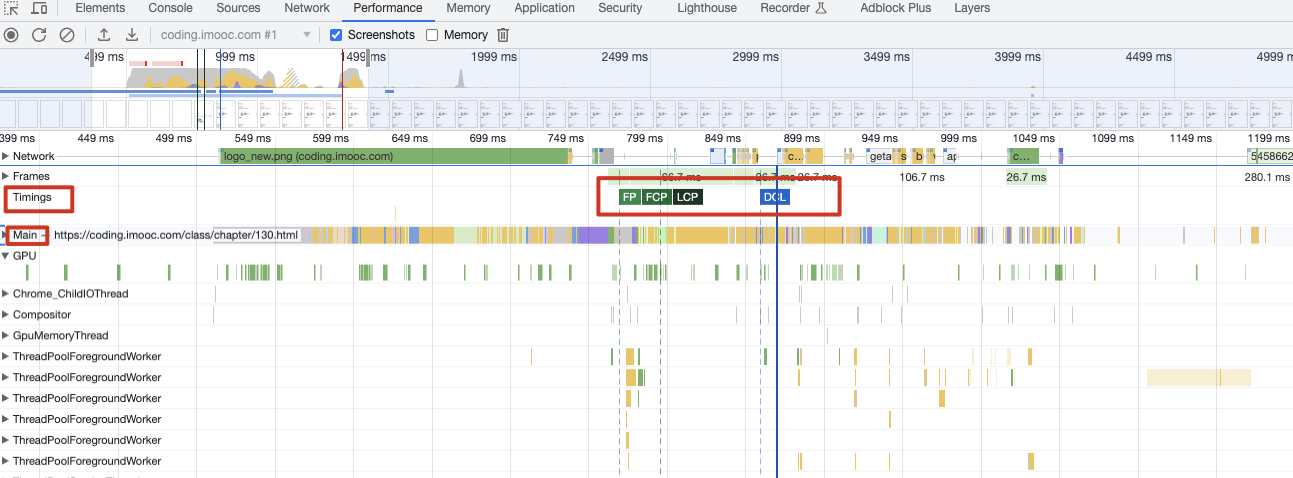 Elements Console Sources Network Performance Memory Application Security Lighthouse Recorder Adblock Plus Layers
coding.imooc.com #1 Screenshots Memory
499 ms 999 ms 1499 ms 1999 ms 2499 ms 2999 ms 3499 ms 3999 ms 4499 ms 4999 m
399 ms 449 ms 499 ms 549 ms 599 ms 649 ms 699 ms 749 ms 799 ms 849 ms 899 ms 949 ms 999 ms 1049 ms 1099 ms 1149 ms 1199 ms
Network logo_new.png (coding.imooc.com) c... geta s b ap c... 5458662
Frames 66.7 ms 26.7 ms 26.7 ms 106.7 ms 26.7 ms 280.1 ms
Timings FP FCP LCP DCL
Main — https://coding.imooc.com/class/chapter/130.html
GPU
Chrome_ChildIOThread
Compositor
GpuMemoryThread
ThreadPoolForegroundWorker
ThreadPoolForegroundWorker
ThreadPoolForegroundWorker
ThreadPoolForegroundWorker
ThreadPoolForegroundWorker
ThreadPoolForegroundWorker